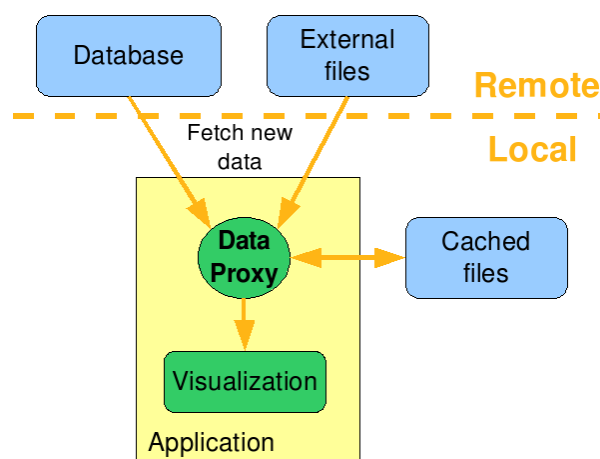 Database
External
files
Remote
Fetch new
data
Local
Data
Proxy
Cached
files
Visualization
Application